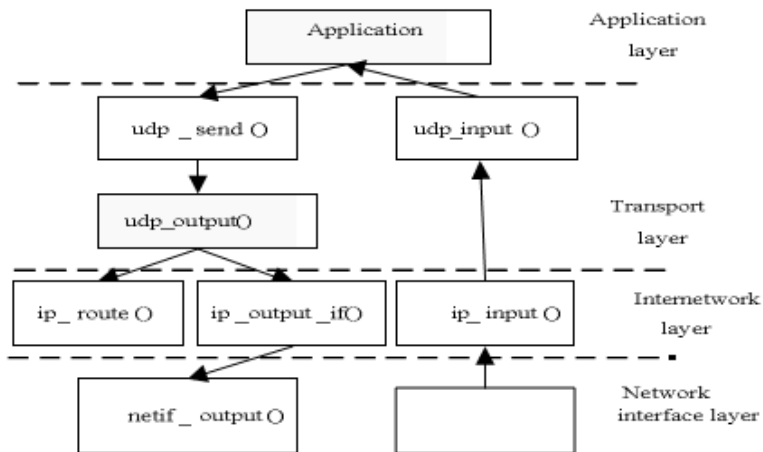 Application
Application
layer
udp _ send ()
udp_input ()
udp_output()
Transport
layer
ip_ route ()
ip _output _if()
ip_ input ()
Internetwork
layer
netif _ output ()
Network
interface layer